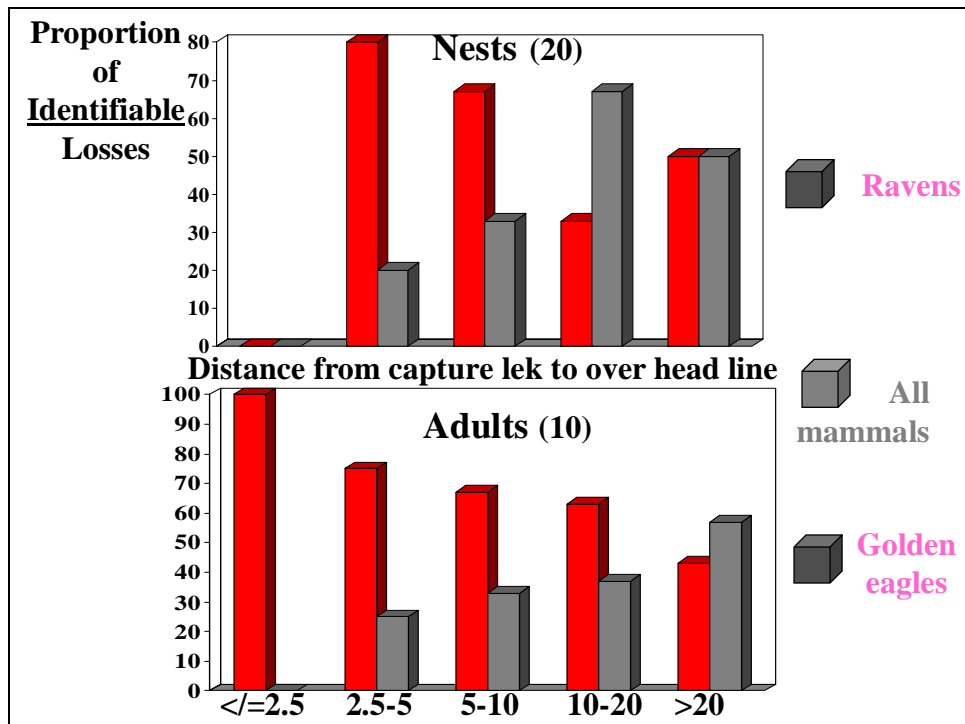 Proportion
of
Identifiable
Losses
Nests (20)
80
70
60
50
40
30
20
10
0
Ravens
Distance from capture lek to over head line
All
mammals
Adults (10)
100
90
80
70
60
50
40
30
20
10
0
Golden
eagles
</=2.5 2.5-5 5-10 10-20 >20